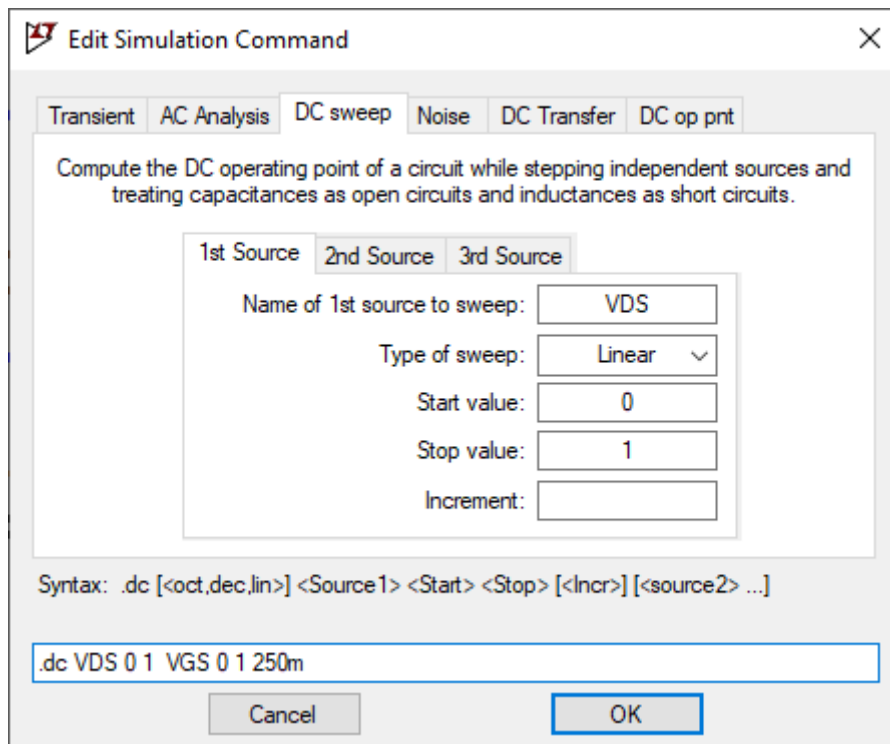 Edit Simulation Command
Transient AC Analysis DC sweep Noise DC Transfer DC op pnt
Compute the DC operating point of a circuit while stepping independent sources and
treating capacitances as open circuits and inductances as short circuits.
1st Source 2nd Source 3rd Source
Name of 1st source to sweep: VDS
Type of sweep: Linear
Start value: 0
Stop value: 1
Increment:
Syntax: .dc [<oct,dec,lin>] <Source1> <Start> <Stop> [<Incr>] [<source2> ...]
.dc VDS 0 1  VGS 0 1 250m
Cancel OK